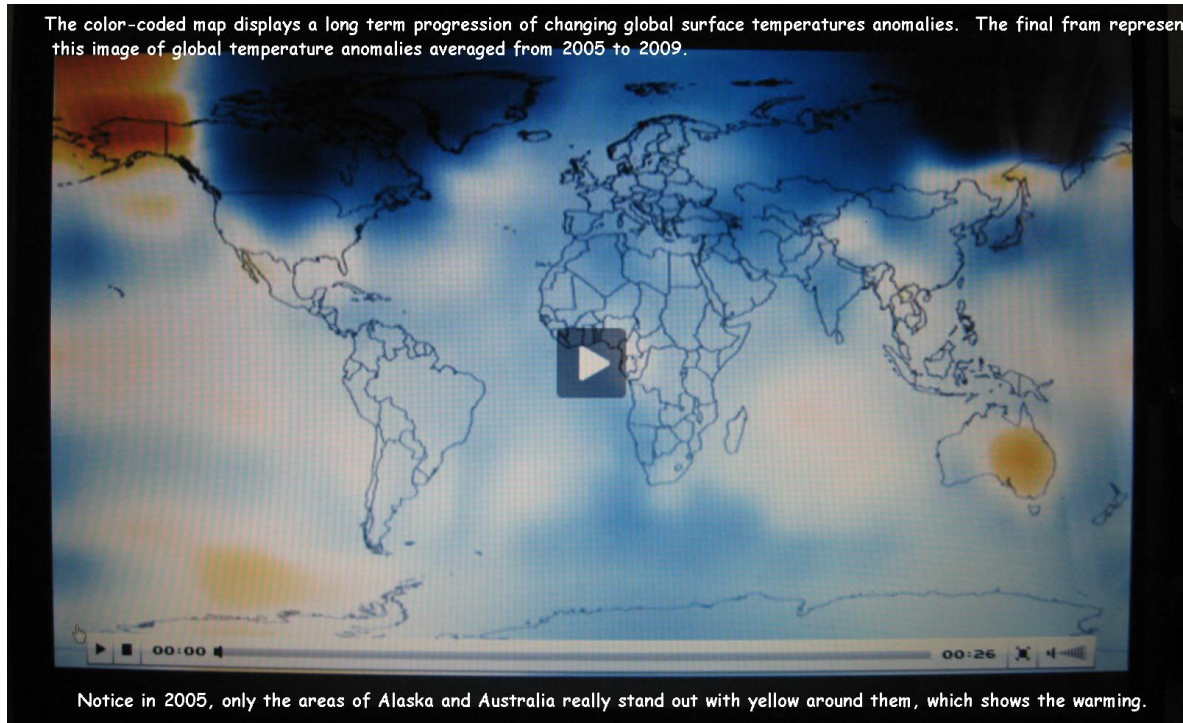 The color-coded map displays a long term progression of changing global surface temperatures anomalies. The final fram represen
this image of global temperature anomalies averaged from 2005 to 2009.
00:00 00:26
Notice in 2005, only the areas of Alaska and Australia really stand out with yellow around them, which shows the warming.